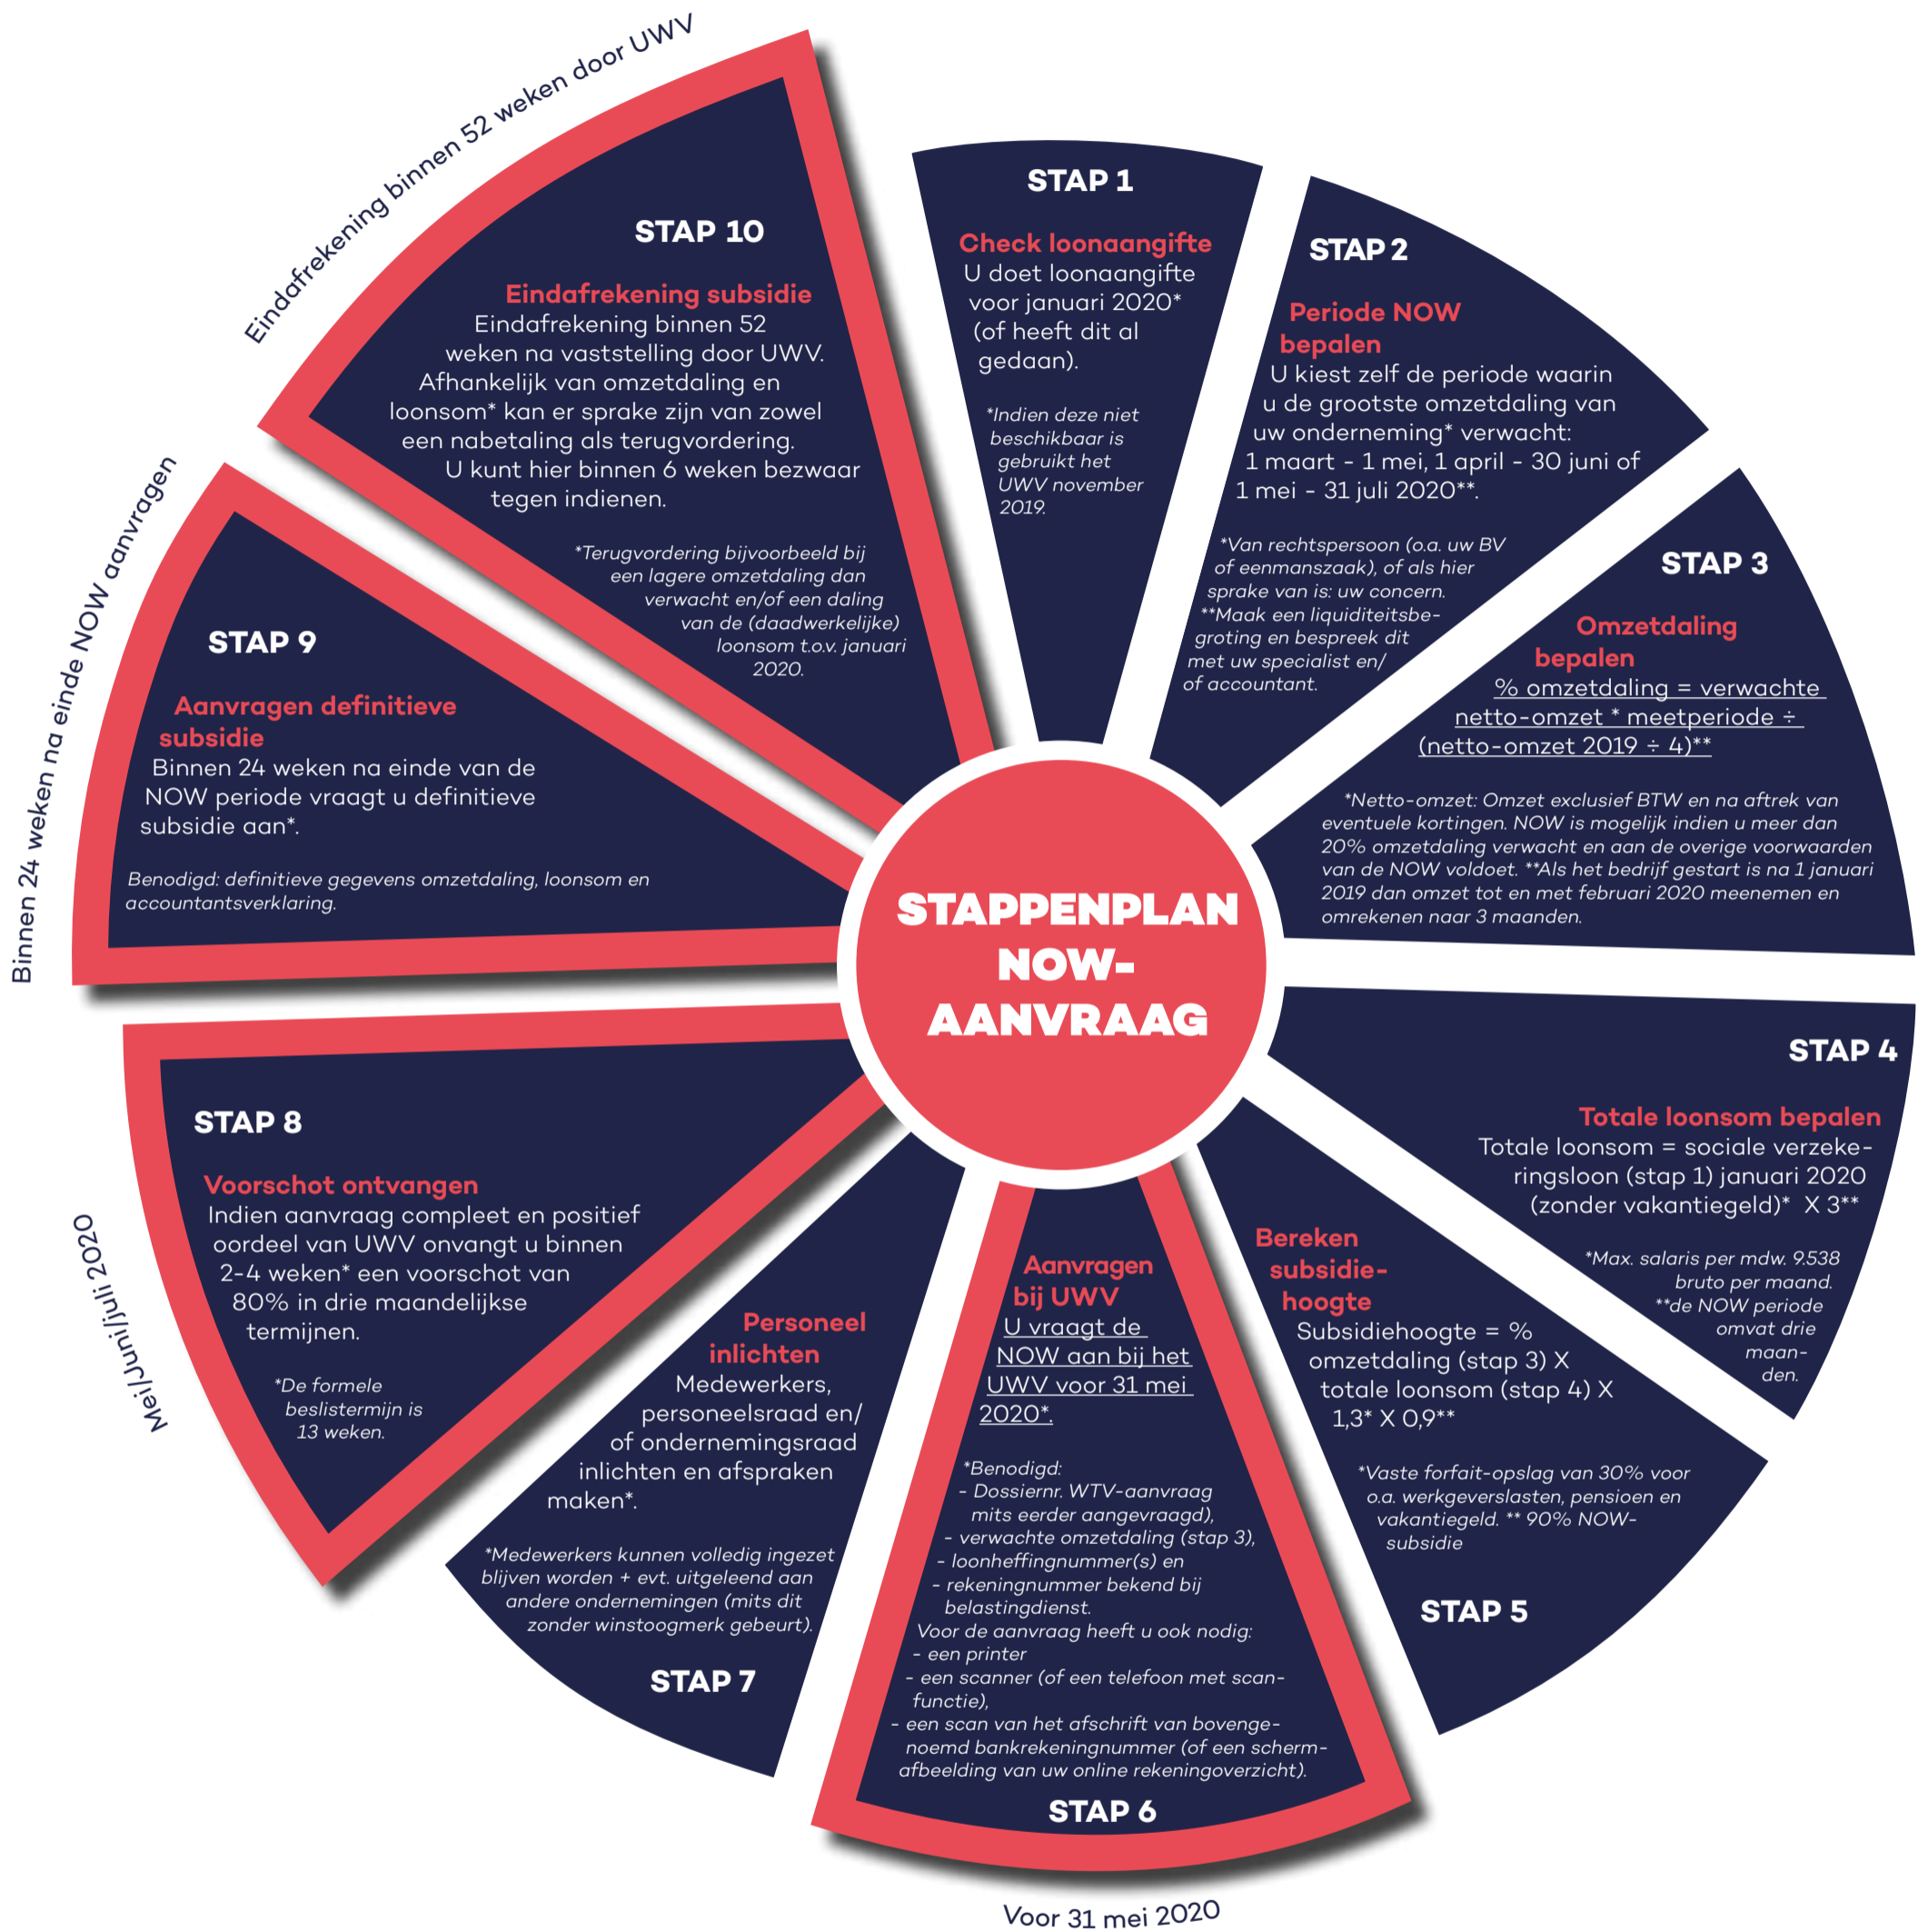 STAPPENPLAN
NOW-
AANVRAAG
STAP 1
Check loonaangifte
U doet loonaangifte
voor januari 2020*
(of heeft dit al
gedaan).
*Indien deze niet
beschikbaar is
gebruikt het
UWV november
2019.
STAP 2
Periode NOW
bepalen
U kiest zelf de periode waarin
u de grootste omzetdaling van
uw onderneming* verwacht:
1 maart - 1 mei, 1 april - 30 juni of
1 mei - 31 juli 2020**.
*Van rechtspersoon (o.a. uw BV
of eenmanszaak), of als hier
sprake van is: uw concern.
**Maak een liquiditeitsbe-
groting en bespreek dit
met uw specialist en/
of accountant.
STAP 3
Omzetdaling
bepalen
% omzetdaling = verwachte
netto-omzet * meetperiode ÷
(netto-omzet 2019 ÷ 4)**
*Netto-omzet: Omzet exclusief BTW en na aftrek van
eventuele kortingen. NOW is mogelijk indien u meer dan
20% omzetdaling verwacht en aan de overige voorwaarden
van de NOW voldoet. **Als het bedrijf gestart is na 1 januari
2019 dan omzet tot en met februari 2020 meenemen en
omrekenen naar 3 maanden.
STAP 4
Totale loonsom bepalen
Totale loonsom = sociale verzeke-
ringsloon (stap 1) januari 2020
(zonder vakantiegeld)* X 3**
*Max. salaris per mdw. 9.538
bruto per maand.
**de NOW periode
omvat drie
maan-
den.
Bereken
subsidie-
hoogte
Subsidiehoogte = %
omzetdaling (stap 3) X
totale loonsom (stap 4) X
1,3* X 0,9**
*Vaste forfait-opslag van 30% voor
o.a. werkgeverslasten, pensioen en
vakantiegeld. ** 90% NOW-
subsidie
STAP 5
Aanvragen
bij UWV
U vraagt de
NOW aan bij het
UWV voor 31 mei
2020*.
*Benodigd:
- Dossiernr. WTV-aanvraag
mits eerder aangevraagd),
- verwachte omzetdaling (stap 3),
- loonheffingnummer(s) en
- rekeningnummer bekend bij
belastingdienst.
Voor de aanvraag heeft u ook nodig:
- een printer
- een scanner (of een telefoon met scan-
functie),
- een scan van het afschrift van bovenge-
noemd bankrekeningnummer (of een scherm-
afbeelding van uw online rekeningoverzicht).
STAP 6
Voor 31 mei 2020
Personeel
inlichten
Medewerkers,
personeelsraad en/
of ondernemingsraad
inlichten en afspraken
maken*.
*Medewerkers kunnen volledig ingezet
blijven worden + evt. uitgeleend aan
andere ondernemingen (mits dit
zonder winstoogmerk gebeurt).
STAP 7
STAP 8
Voorschot ontvangen
Indien aanvraag compleet en positief
oordeel van UWV onvangt u binnen
2-4 weken* een voorschot van
80% in drie maandelijkse
termijnen.
*De formele
beslistermijn is
13 weken.
Mei/Juni/juli 2020
STAP 9
Aanvragen definitieve
subsidie
Binnen 24 weken na einde van de
NOW periode vraagt u definitieve
subsidie aan*.
Benodigd: definitieve gegevens omzetdaling, loonsom en
accountantsverklaring.
Binnen 24 weken na einde NOW aanvragen
STAP 10
Eindafrekening subsidie
Eindafrekening binnen 52
weken na vaststelling door UWV.
Afhankelijk van omzetdaling en
loonsom* kan er sprake zijn van zowel
een nabetaling als terugvordering.
U kunt hier binnen 6 weken bezwaar
tegen indienen.
*Terugvordering bijvoorbeeld bij
een lagere omzetdaling dan
verwacht en/of een daling
van de (daadwerkelijke)
loonsom t.o.v. januari
2020.
Eindafrekening binnen 52 weken door UWV